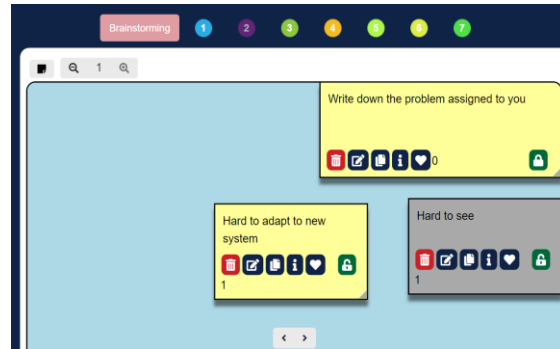 Brainstorming 1 2 3 4 5 6 7
1
Write down the problem assigned to you
0
Hard to adapt to new
system
1
Hard to see
1